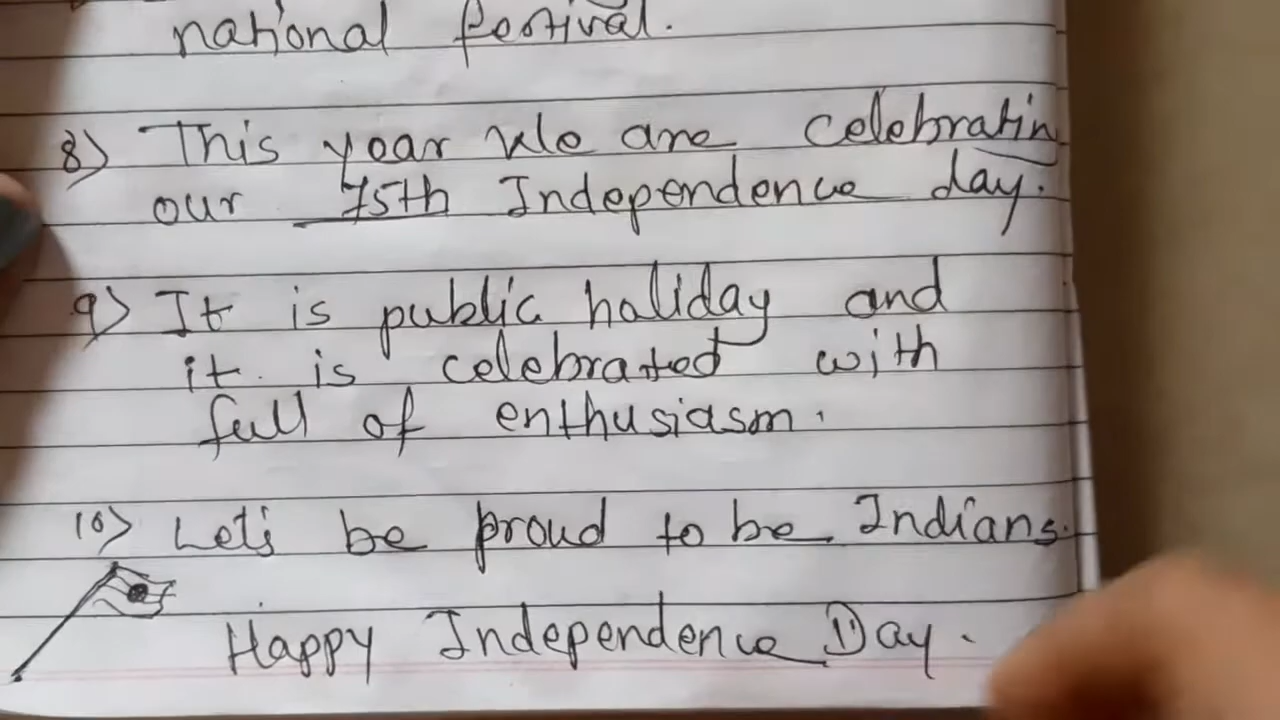 national festival.
8) This year we are celebratin
our 75th Independence day.
9) It is public holiday and
it is celebrated with
full of enthusiasm.
10) Let's be proud to be Indians.
Happy Independence Day.